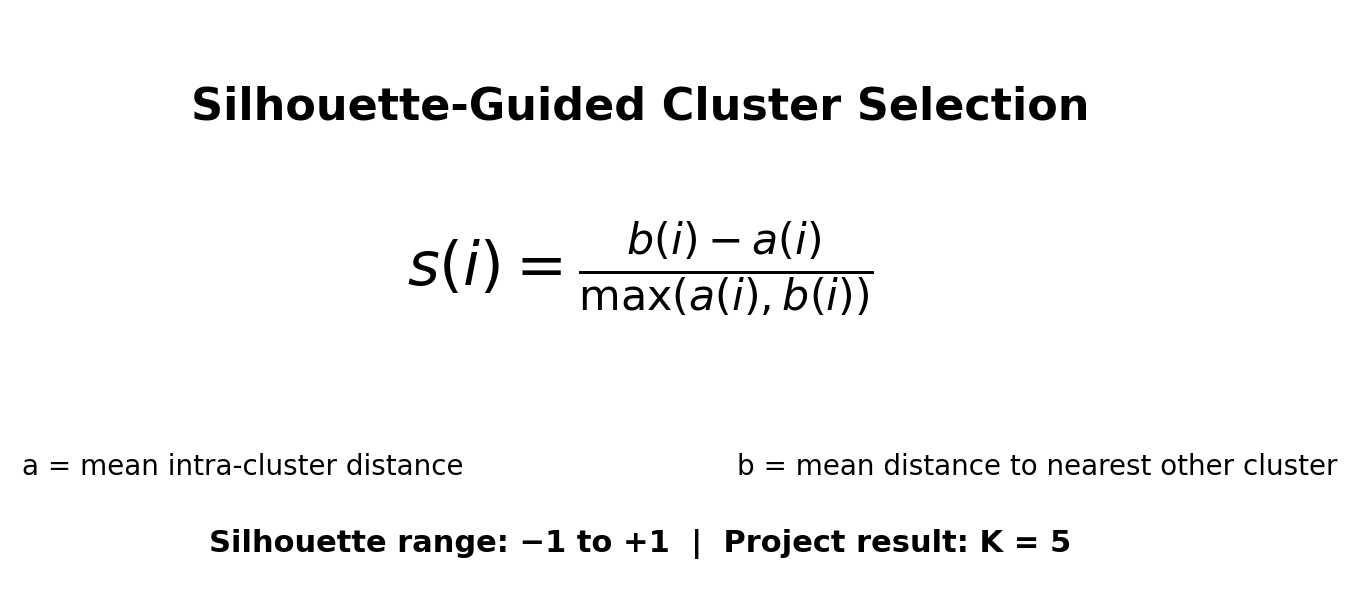 Silhouette-Guided Cluster Selection
s(i) = b(i) − a(i) / max(a(i), b(i))
a = mean intra-cluster distance b = mean distance to nearest other cluster
Silhouette range: −1 to +1 | Project result: K = 5